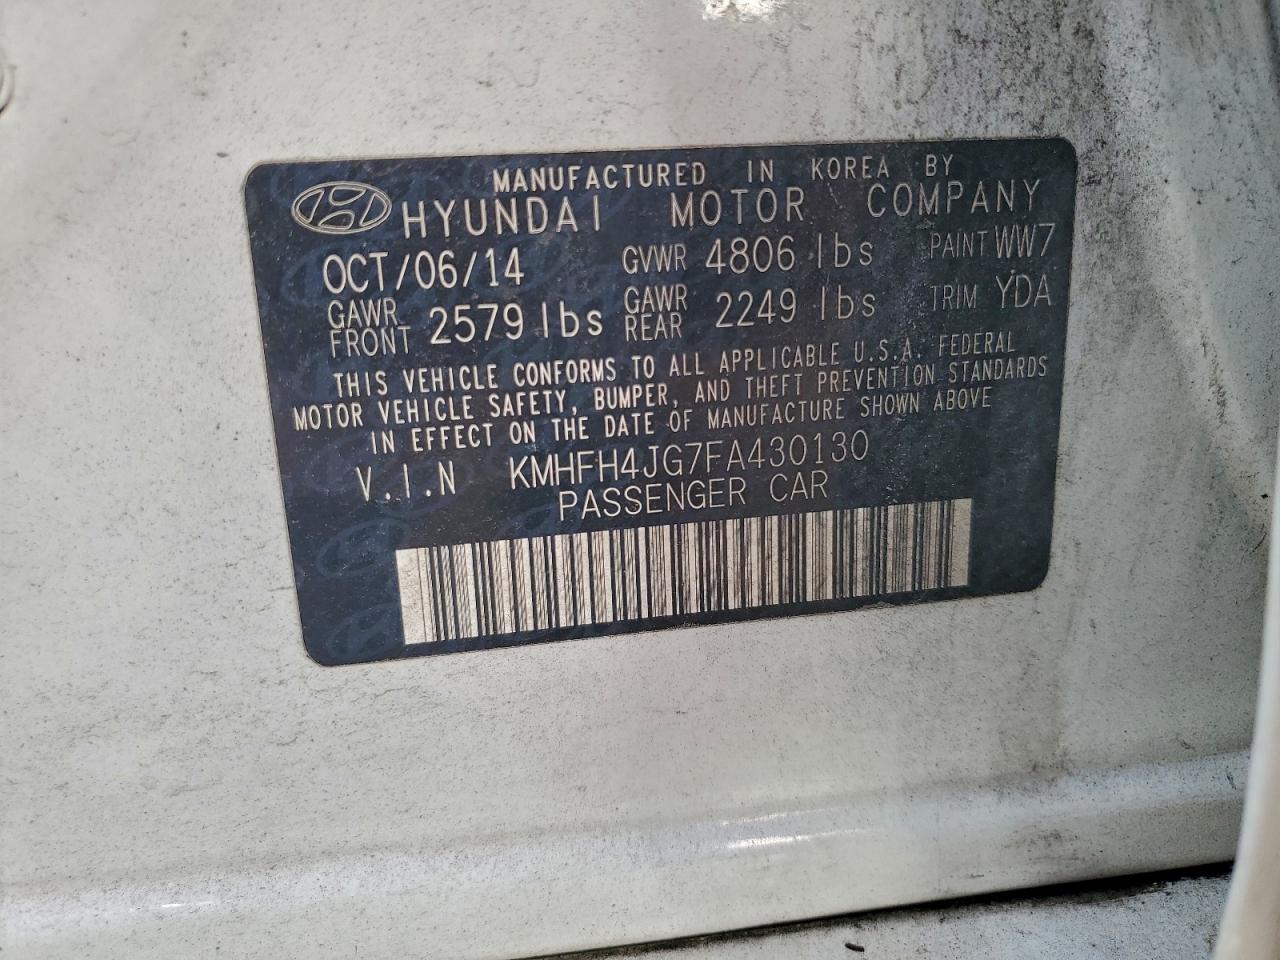 MANUFACTURED IN KOREA BY
HYUNDAI MOTOR COMPANY
OCT/06/14 GVWR 4806 lbs PAINT WW7
GAWR FRONT 2579 lbs GAWR REAR 2249 lbs TRIM YDA
THIS VEHICLE CONFORMS TO ALL APPLICABLE U.S.A. FEDERAL
MOTOR VEHICLE SAFETY, BUMPER, AND THEFT PREVENTION STANDARDS
IN EFFECT ON THE DATE OF MANUFACTURE SHOWN ABOVE
V.I.N KMHFH4JG7FA430130
PASSENGER CAR